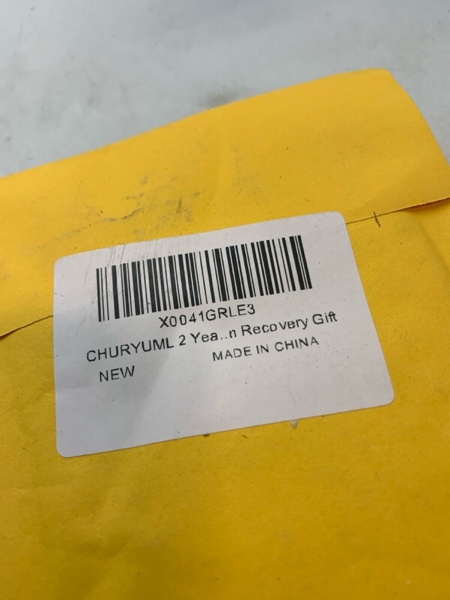 X0041GRLE3
CHURYUML 2 Yea..n Recovery Gift
NEW MADE IN CHINA